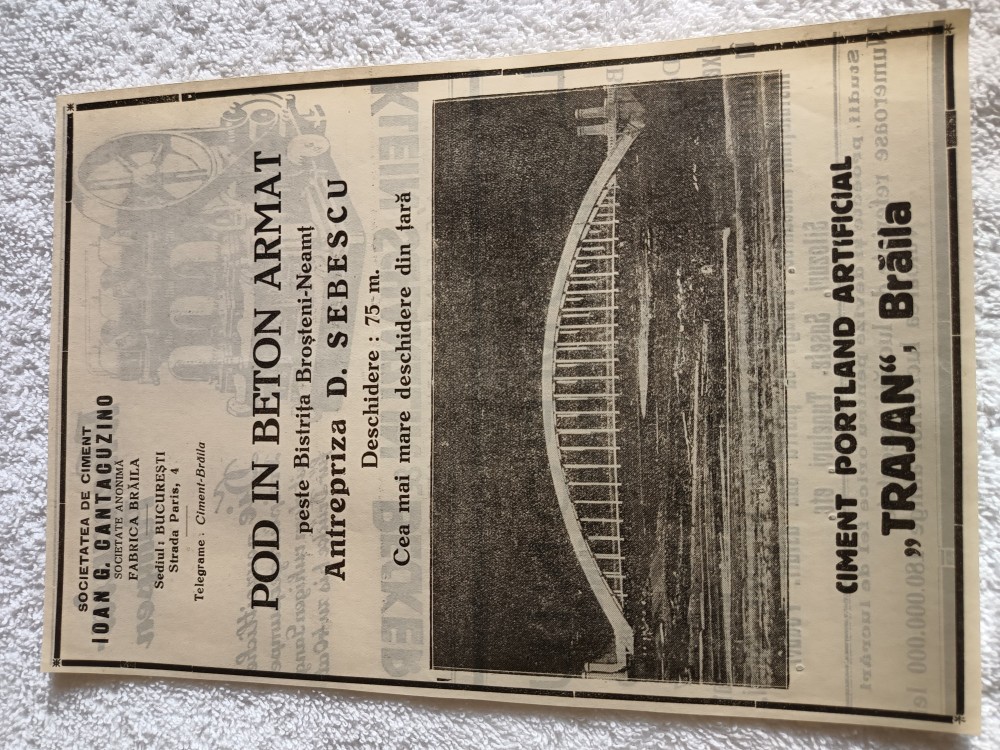 SOCIETATEA DE CIMENT
IOAN G. CANTACUZINO
SOCIETATE ANONIMĂ
FABRICA BRĂILA
Sediul: BUCUREȘTI
Strada Paris, 4
Telegrame: Ciment-Brăila
POD IN BETON ARMAT
peste Bistrița Broșteni-Neamț
Antrepriza D. SEBESCU
Deschidere : 75 m.
Cea mai mare deschidere din țară
CIMENT PORTLAND ARTIFICIAL
„TRAJAN“, Brăila